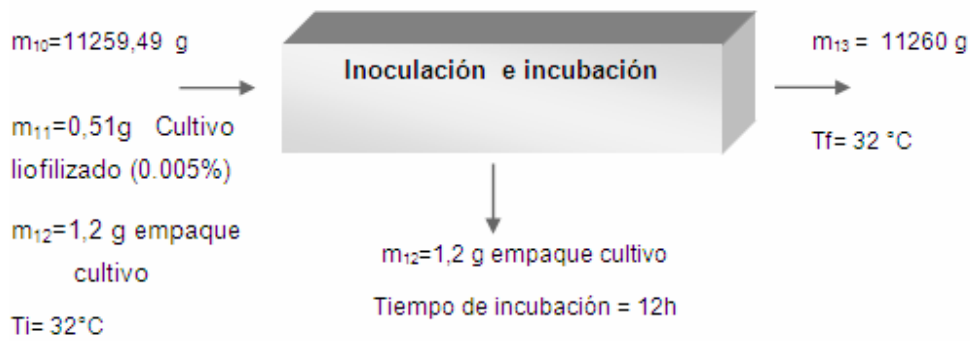 m₁₀=11259,49 g
m₁₁=0,51g Cultivo
liofilizado (0.005%)
m₁₂=1,2 g empaque
cultivo
Ti= 32°C
Inoculación e incubación
m₁₂=1,2 g empaque cultivo
Tiempo de incubación = 12h
m₁₃ = 11260 g
Tf= 32 °C